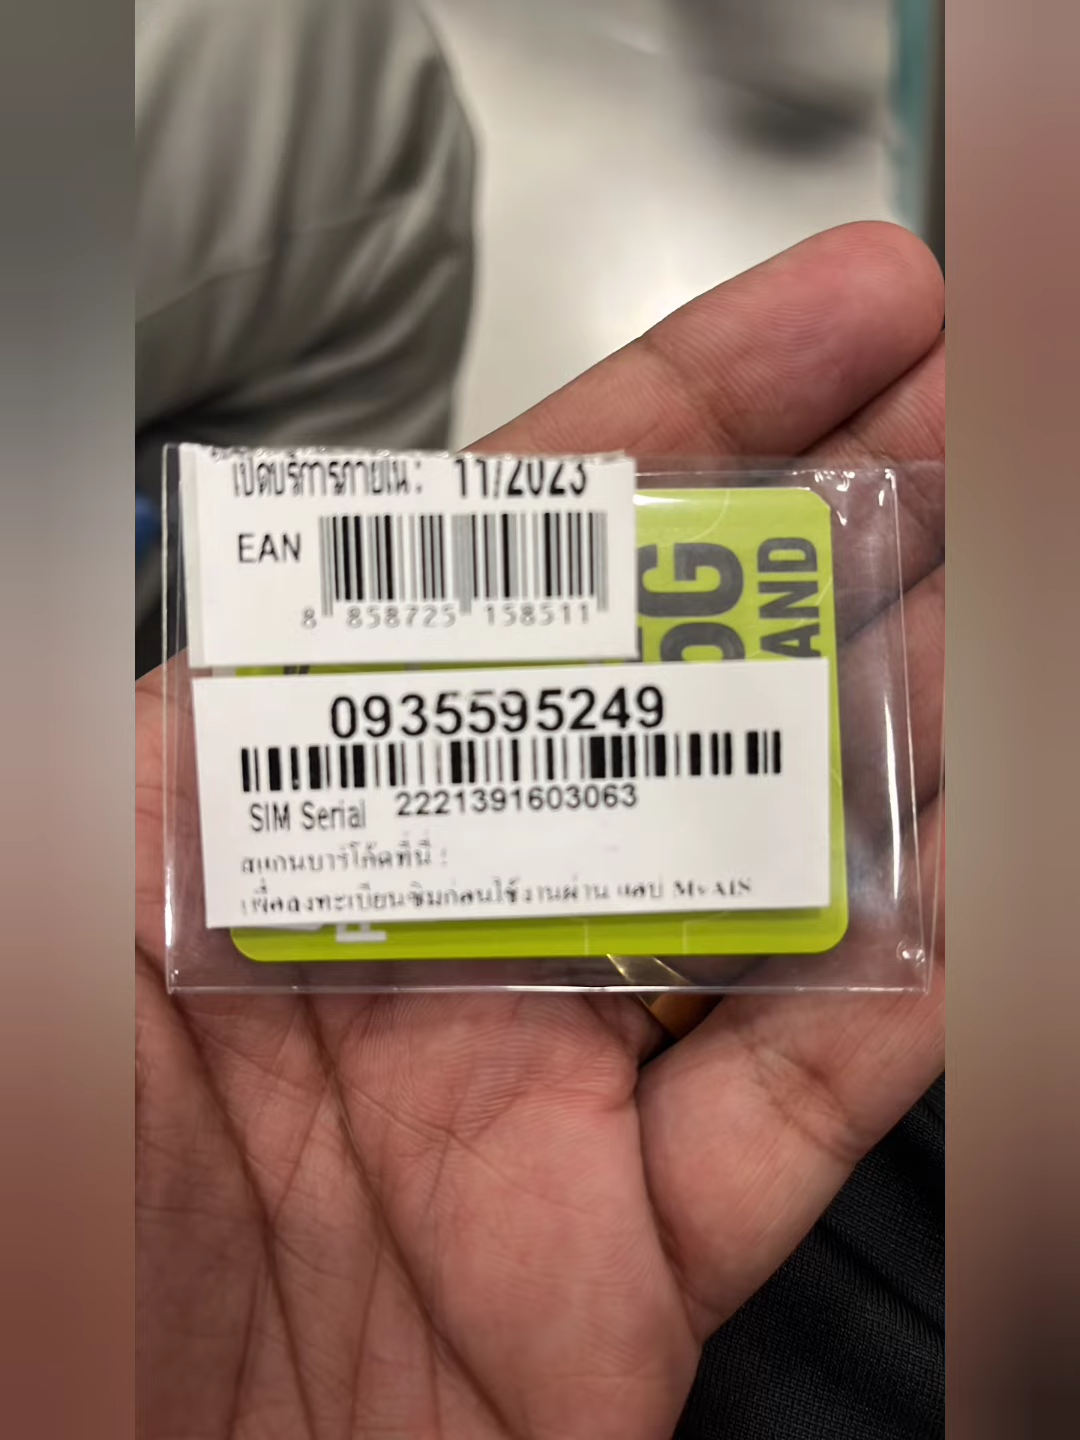 เปิดบริการภายใน: 11/2023
EAN
8 858725 158511
5G
AND
0935595249
SIM Serial 2221391603063
สแกนบาร์โค้ดที่นี่ :
เพื่อลงทะเบียนซิมก่อนใช้งานผ่าน แอป My AIS